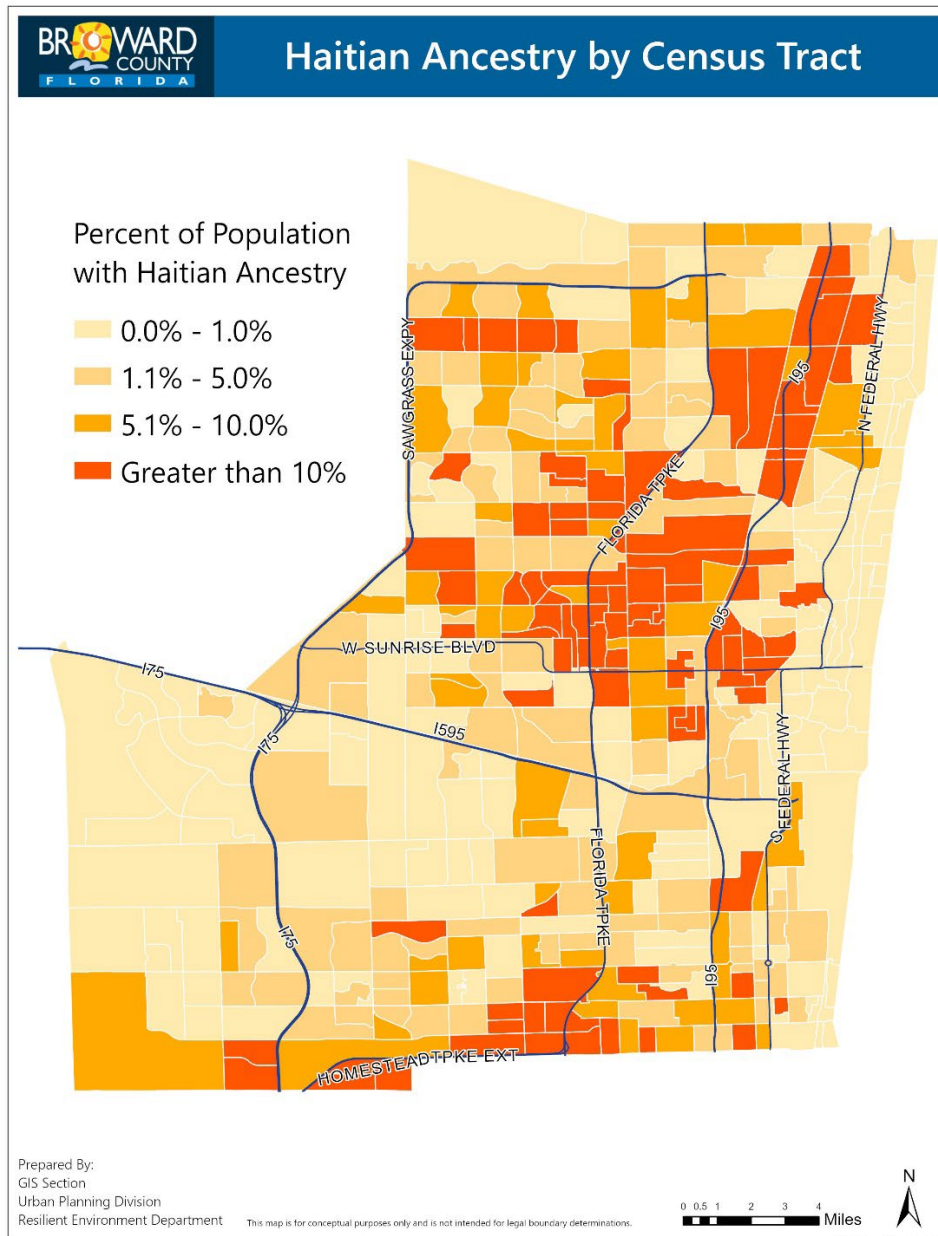 BROWARD
COUNTY
FLORIDA
Haitian Ancestry by Census Tract
Percent of Population
with Haitian Ancestry
0.0% - 1.0%
1.1% - 5.0%
5.1% - 10.0%
Greater than 10%
SAWGRASS EXPY
I95
N FEDERAL HWY
FLORIDA TPKE
I95
W SUNRISE BLVD
I75
I595
I75
S FEDERAL HWY
FLORIDA TPKE
I75
I95
HOMESTEADTPKE EXT
Prepared By:
GIS Section
Urban Planning Division
Resilient Environment Department
This map is for conceptual purposes only and is not intended for legal boundary determinations.
0 0.5 1 2 3 4
Miles
N